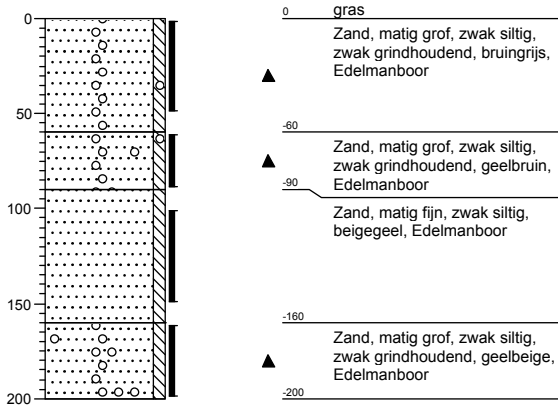 0
50
100
150
200
0
gras
Zand, matig grof, zwak siltig,
zwak grindhoudend, bruingrijs,
Edelmanboor
-60
Zand, matig grof, zwak siltig,
zwak grindhoudend, geelbruin,
Edelmanboor
-90
Zand, matig fijn, zwak siltig,
beigegeel, Edelmanboor
-160
Zand, matig grof, zwak siltig,
zwak grindhoudend, geelbeige,
Edelmanboor
-200